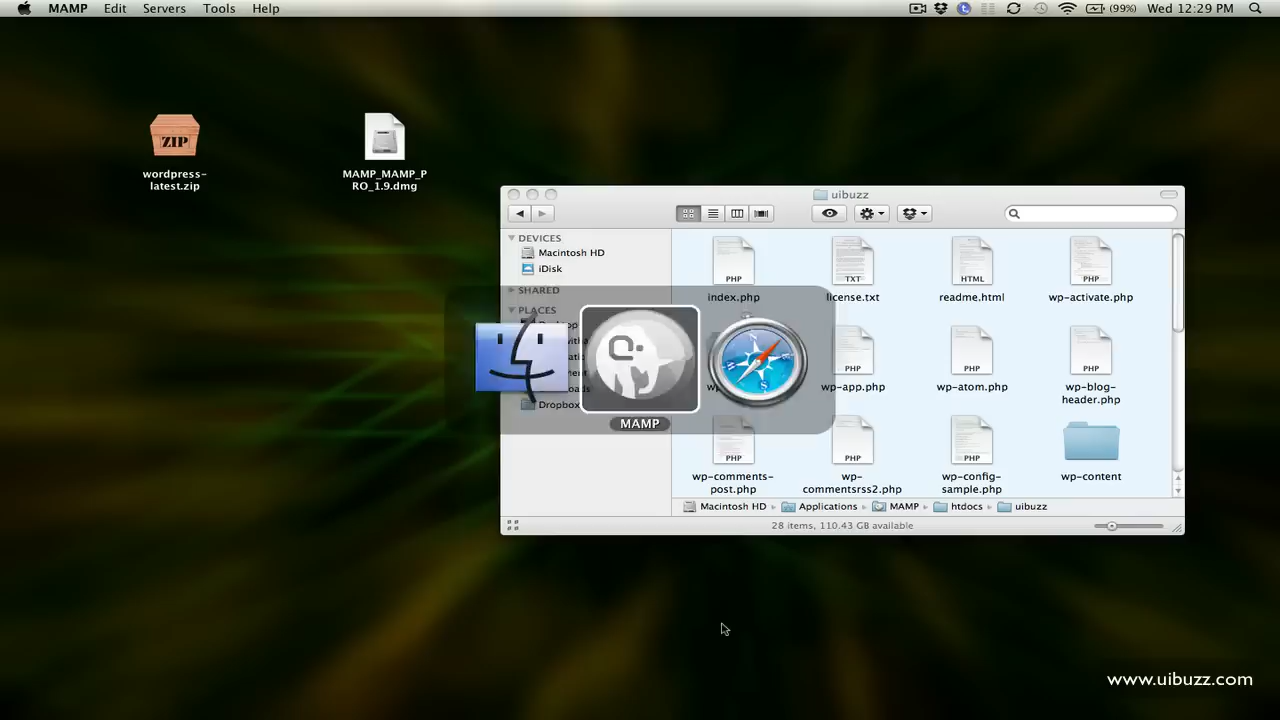 MAMP Edit Servers Tools Help
(99%) Wed 12:29 PM
ZIP
wordpress-
latest.zip
MAMP_MAMP_P
RO_1.9.dmg
uibuzz
DEVICES
Macintosh HD
iDisk
SHARED
PLACES
Dropbox
PHP
index.php
TXT
license.txt
HTML
readme.html
PHP
wp-activate.php
wp-app.php
PHP
wp-atom.php
PHP
wp-blog-
header.php
PHP
wp-comments-
post.php
PHP
wp-
commentsrss2.php
PHP
wp-config-
sample.php
wp-content
MAMP
Macintosh HD Applications MAMP htdocs uibuzz
28 items, 110.43 GB available
www.uibuzz.com